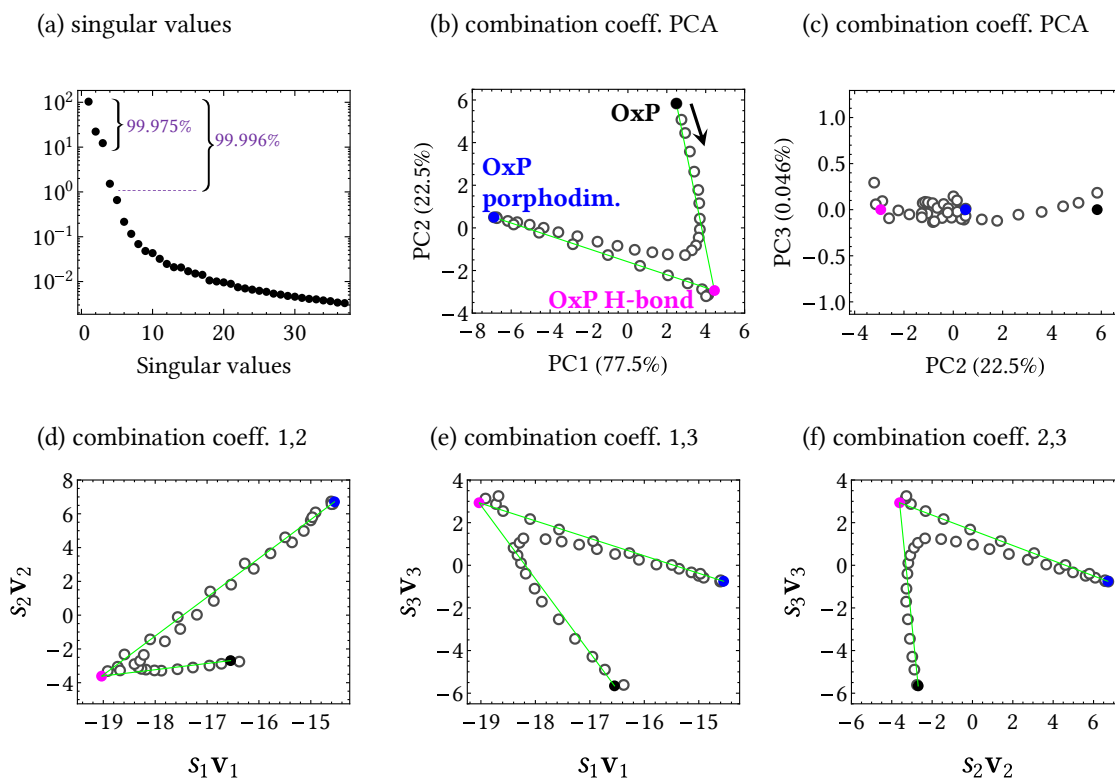 (a) singular values
(b) combination coeff. PCA
(c) combination coeff. PCA
10²
10¹
10⁰
10⁻¹
10⁻²
99.975%
99.996%
0 10 20 30
Singular values
6
4
2
0
−2
−4
PC2 (22.5%)
OxP
OxP
porphodim.
OxP H-bond
−8 −6 −4 −2 0 2 4 6
PC1 (77.5%)
1.0
0.5
0.0
−0.5
−1.0
PC3 (0.046%)
−4 −2 0 2 4 6
PC2 (22.5%)
(d) combination coeff. 1,2
(e) combination coeff. 1,3
(f) combination coeff. 2,3
8
6
4
2
0
−2
−4
s₂v₂
−19 −18 −17 −16 −15
s₁v₁
4
2
0
−2
−4
−6
s₃v₃
−19 −18 −17 −16 −15
s₁v₁
4
2
0
−2
−4
−6
s₃v₃
−6 −4 −2 0 2 4 6
s₂v₂